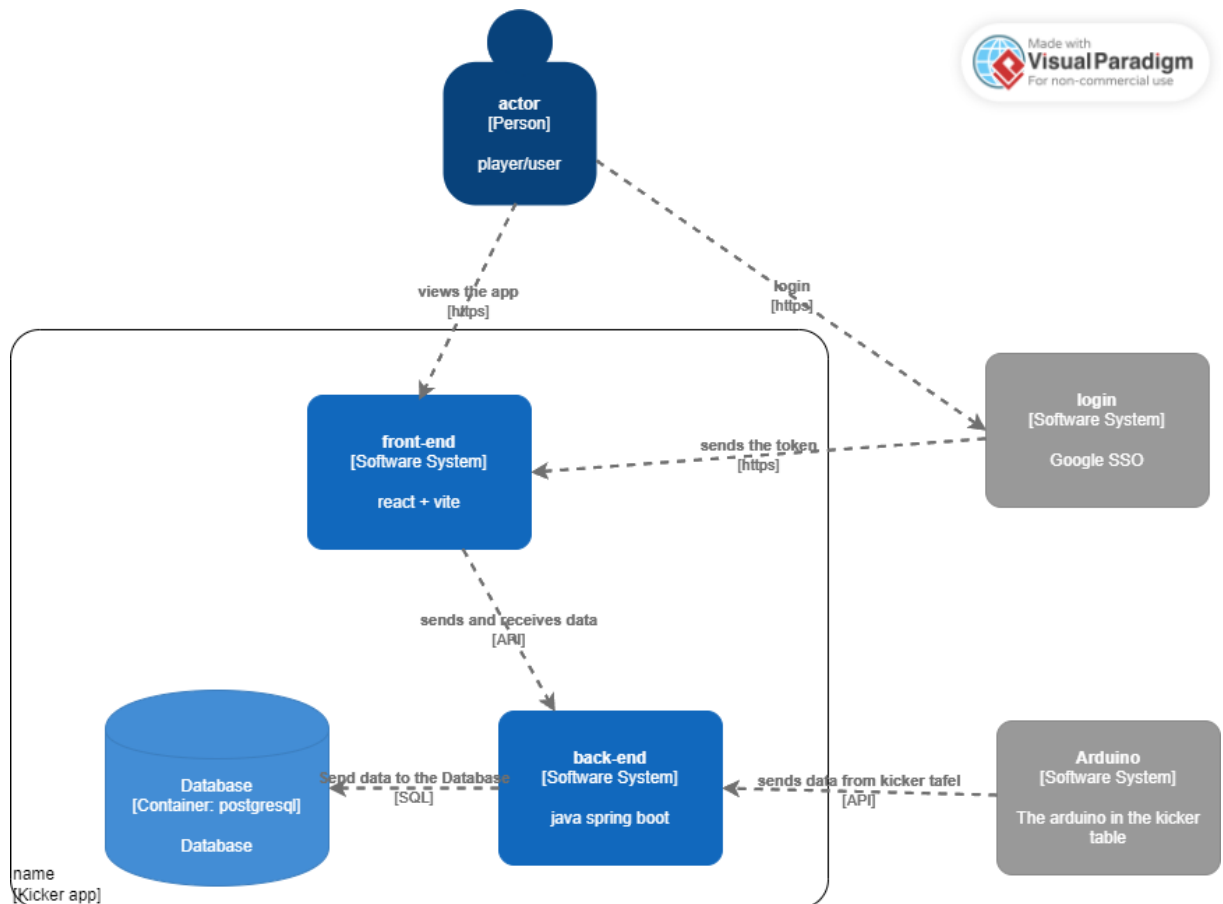 Made with
Visual Paradigm
For non-commercial use
actor
[Person]
player/user
views the app
[https]
login
[https]
front-end
[Software System]
react + vite
sends the token
[https]
login
[Software System]
Google SSO
sends and receives data
[API]
Database
[Container: postgresql]
Database
Send data to the Database
[SQL]
back-end
[Software System]
java spring boot
sends data from kicker tafel
[API]
Arduino
[Software System]
The arduino in the kicker
table
name
[Kicker app]